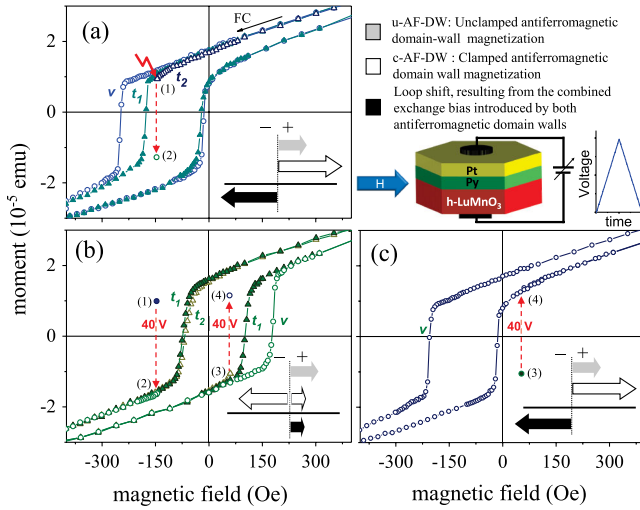 (a)
FC
t2
v
t1
(1)
(2)
− +
2
0
-2
u-AF-DW: Unclamped antiferromagnetic
domain-wall magnetization
c-AF-DW : Clamped antiferromagnetic
domain-wall magnetization
Loop shift, resulting from the combined
exchange bias introduced by both
antiferromagnetic domain walls
H
Pt
Py
h-LuMnO3
Voltage
time
moment (10-5 emu)
(b)
2
0
-2
(1)
t1
t2
40 V
(2)
(4)
t1
v
40 V
(3)
− +
-300 -150 0 150 300
magnetic field (Oe)
(c)
v
(4)
40 V
(3)
− +
-300 -150 0 150 300
magnetic field (Oe)